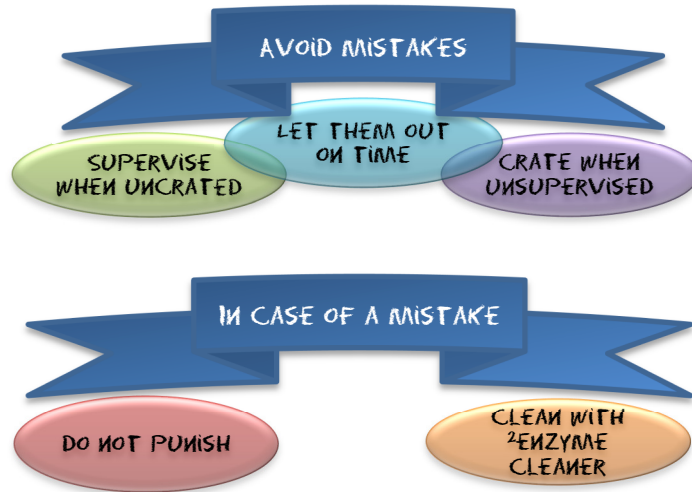 AVOID MISTAKES
LET THEM OUT
ON TIME
SUPERVISE
WHEN UNCRATED
CRATE WHEN
UNSUPERVISED
IN CASE OF A MISTAKE
DO NOT PUNISH
CLEAN WITH
²ENZYME
CLEANER